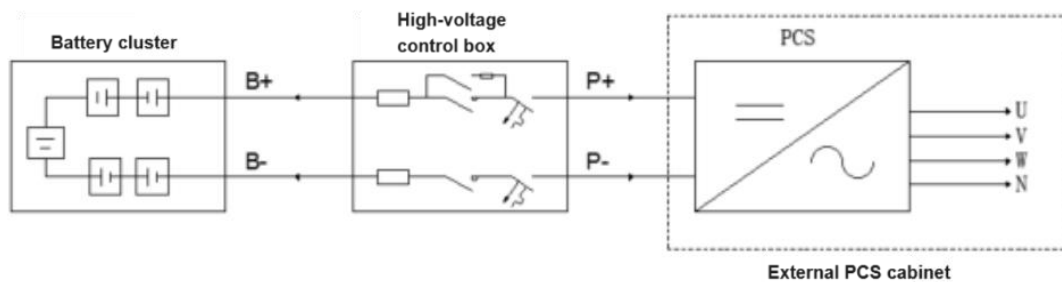 Battery cluster
High-voltage
control box
PCS
B+
P+
U
V
W
N
B-
P-
External PCS cabinet